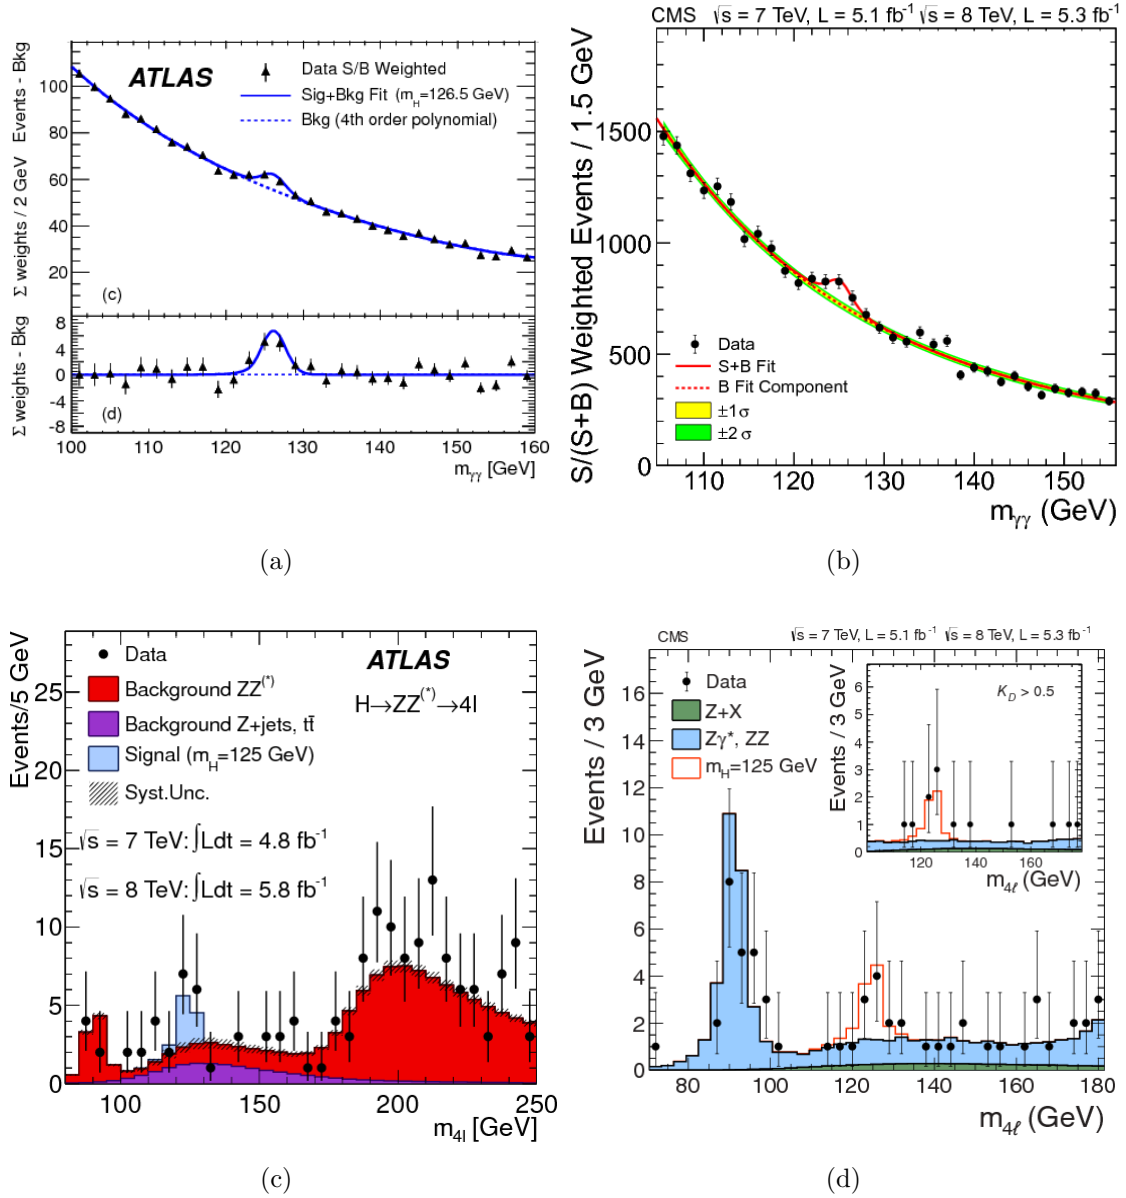 ATLAS
Data S/B Weighted
Sig+Bkg Fit (m_H=126.5 GeV)
Bkg (4th order polynomial)
Σ weights / 2 GeV Events - Bkg
100
80
60
40
20
(c)
Σ weights - Bkg
8
4
0
-4
-8
(d)
100 110 120 130 140 150 160
m_γγ [GeV]
(a)
CMS √s = 7 TeV, L = 5.1 fb⁻¹ √s = 8 TeV, L = 5.3 fb⁻¹
S/(S+B) Weighted Events / 1.5 GeV
1500
1000
500
0
Data
S+B Fit
B Fit Component
±1 σ
±2 σ
110 120 130 140 150
m_γγ (GeV)
(b)
Events/5 GeV
25
20
15
10
5
0
Data
Background ZZ⁽*⁾
Background Z+jets, tt̄
Signal (m_H=125 GeV)
Syst.Unc.
√s = 7 TeV:∫Ldt = 4.8 fb⁻¹
√s = 8 TeV:∫Ldt = 5.8 fb⁻¹
ATLAS
H→ZZ⁽*⁾→4l
100 150 200 250
m_4l [GeV]
(c)
CMS √s = 7 TeV, L = 5.1 fb⁻¹ √s = 8 TeV, L = 5.3 fb⁻¹
Events / 3 GeV
16
14
12
10
8
6
4
2
0
Data
Z+X
Zγ*, ZZ
m_H=125 GeV
Events / 3 GeV
6
5
4
3
2
1
0
K_D > 0.5
120 140 160
m_4ℓ (GeV)
80 100 120 140 160 180
m_4ℓ (GeV)
(d)